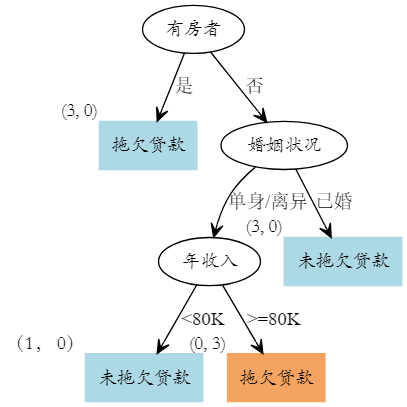 有房者
是
否
(3, 0)
拖欠贷款
婚姻状况
单身/离异
已婚
(3, 0)
年收入
未拖欠贷款
<80K
>=80K
（1， 0）
(0, 3)
未拖欠贷款
拖欠贷款